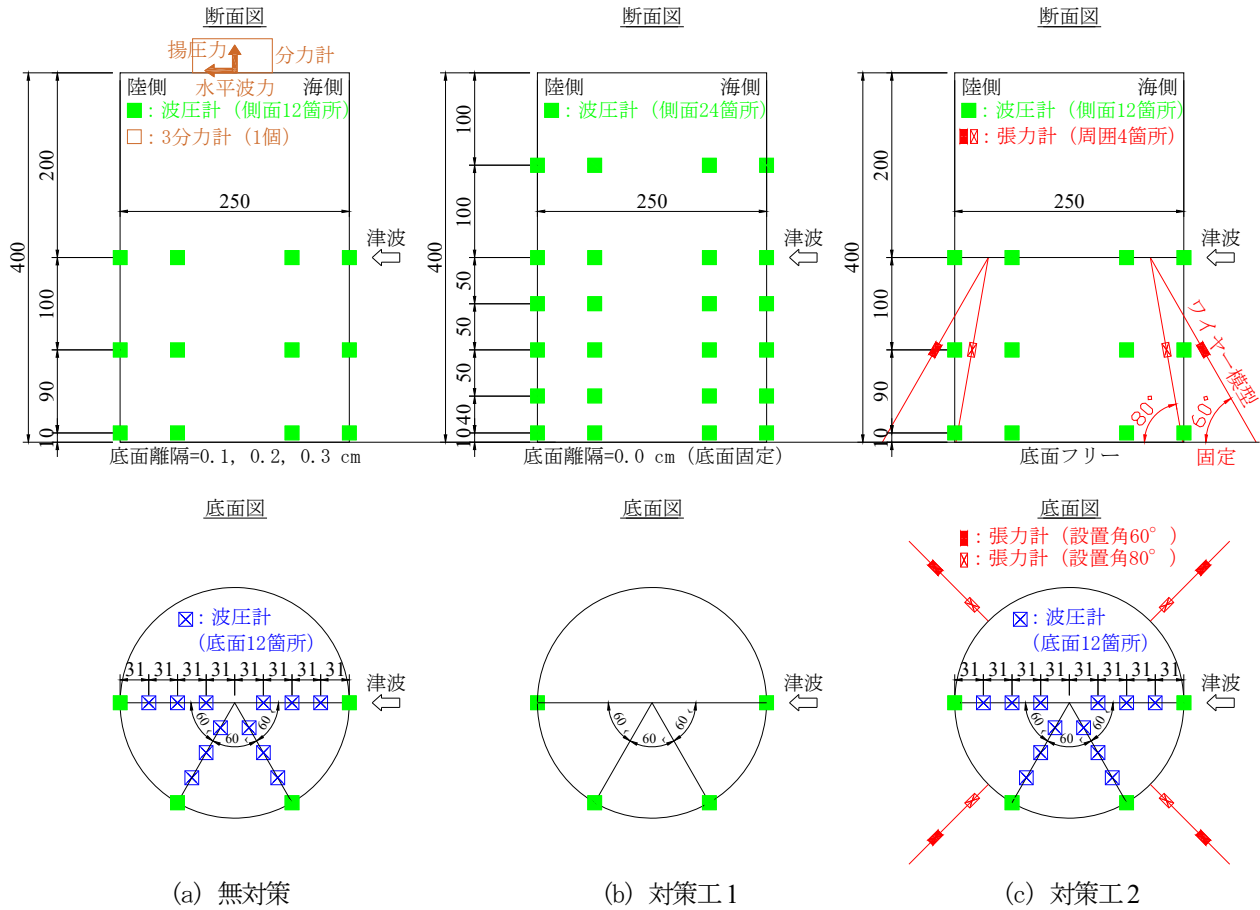 断面図
揚圧力
分力計
水平波力
陸側 海側
■：波圧計（側面12箇所）
□：3分力計（1個）
200
250
津波
400
100
90
10
底面離隔=0.1, 0.2, 0.3 cm
底面図
：波圧計
（底面12箇所）
31 31 31 31 31 31 31 31
津波
60 60 60
(a) 無対策
断面図
■：波圧計（側面24箇所）
100
250
100
津波
400
50
50
50
40
10
底面離隔=0.0 cm（底面固定）
底面図
津波
60 60 60
(b) 対策工1
断面図
陸側 海側
■：波圧計（側面12箇所）
：張力計（周囲4箇所）
200
250
津波
400
100
ワイヤー模型
90
80° 60°
10
底面フリー
固定
底面図
：張力計（設置角60°）
：張力計（設置角80°）
：波圧計
（底面12箇所）
31 31 31 31 31 31 31 31
津波
60 60 60
(c) 対策工2